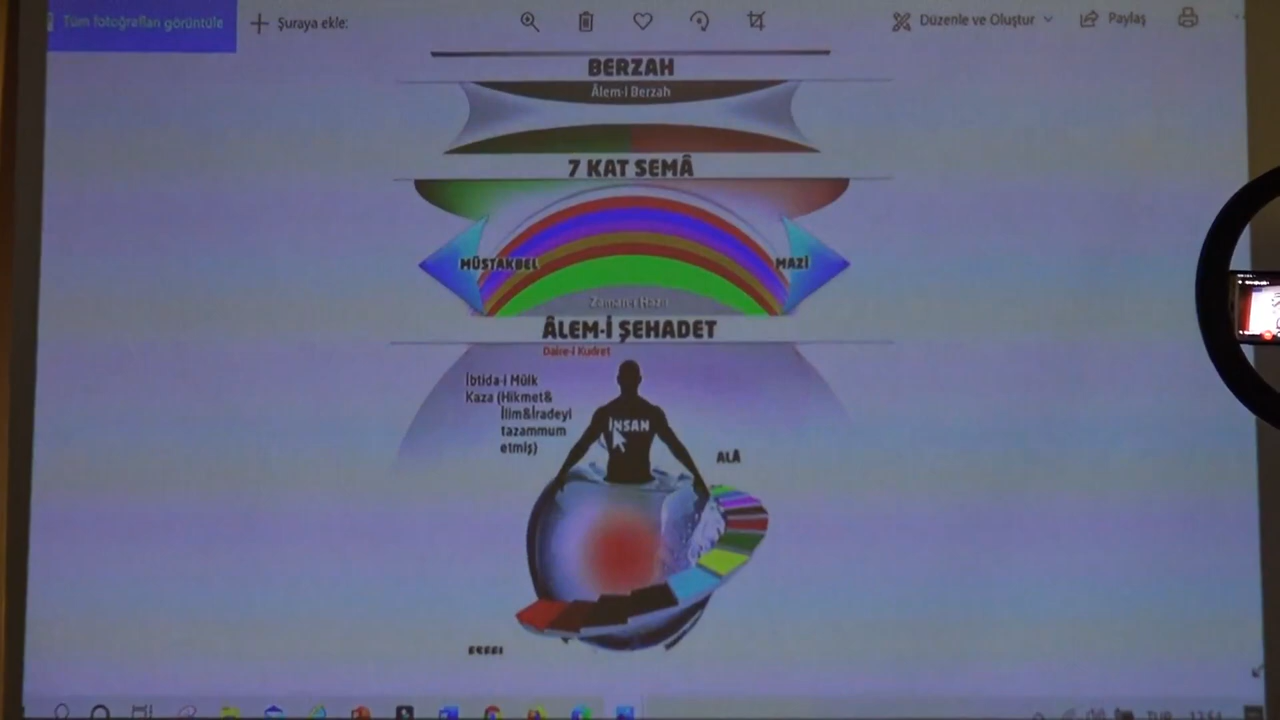 Tüm fotoğrafları görüntüle
Şuraya ekle:
Düzenle ve Oluştur
Paylaş
BERZAH
Âlem-i Berzah
7 KAT SEMÂ
MÜSTAKBEL
MAZİ
ÂLEM-İ ŞEHADET
Daire-i Kudret
İbtida-i Mülk
Kaza (Hikmet&
İlim&İradeyi
tazammum
etmiş)
İNSAN
ALÂ
TUR